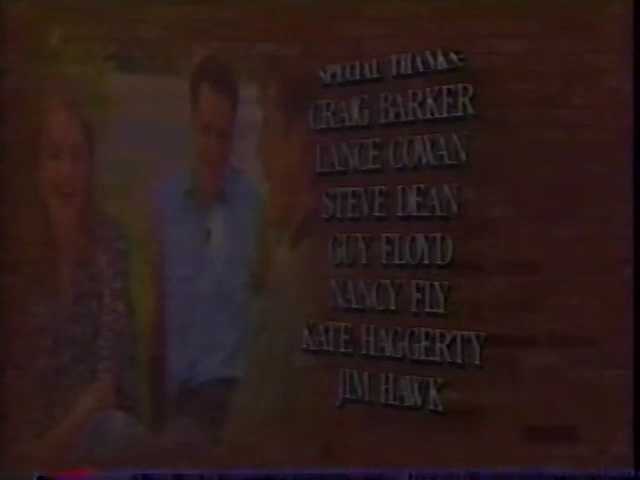 SPECIAL THANKS:
CRAIG BARKER
LANCE COWAN
STEVE DEAN
GUY FLOYD
NANCY FLY
KATE HAGGERTY
JIM HAWK